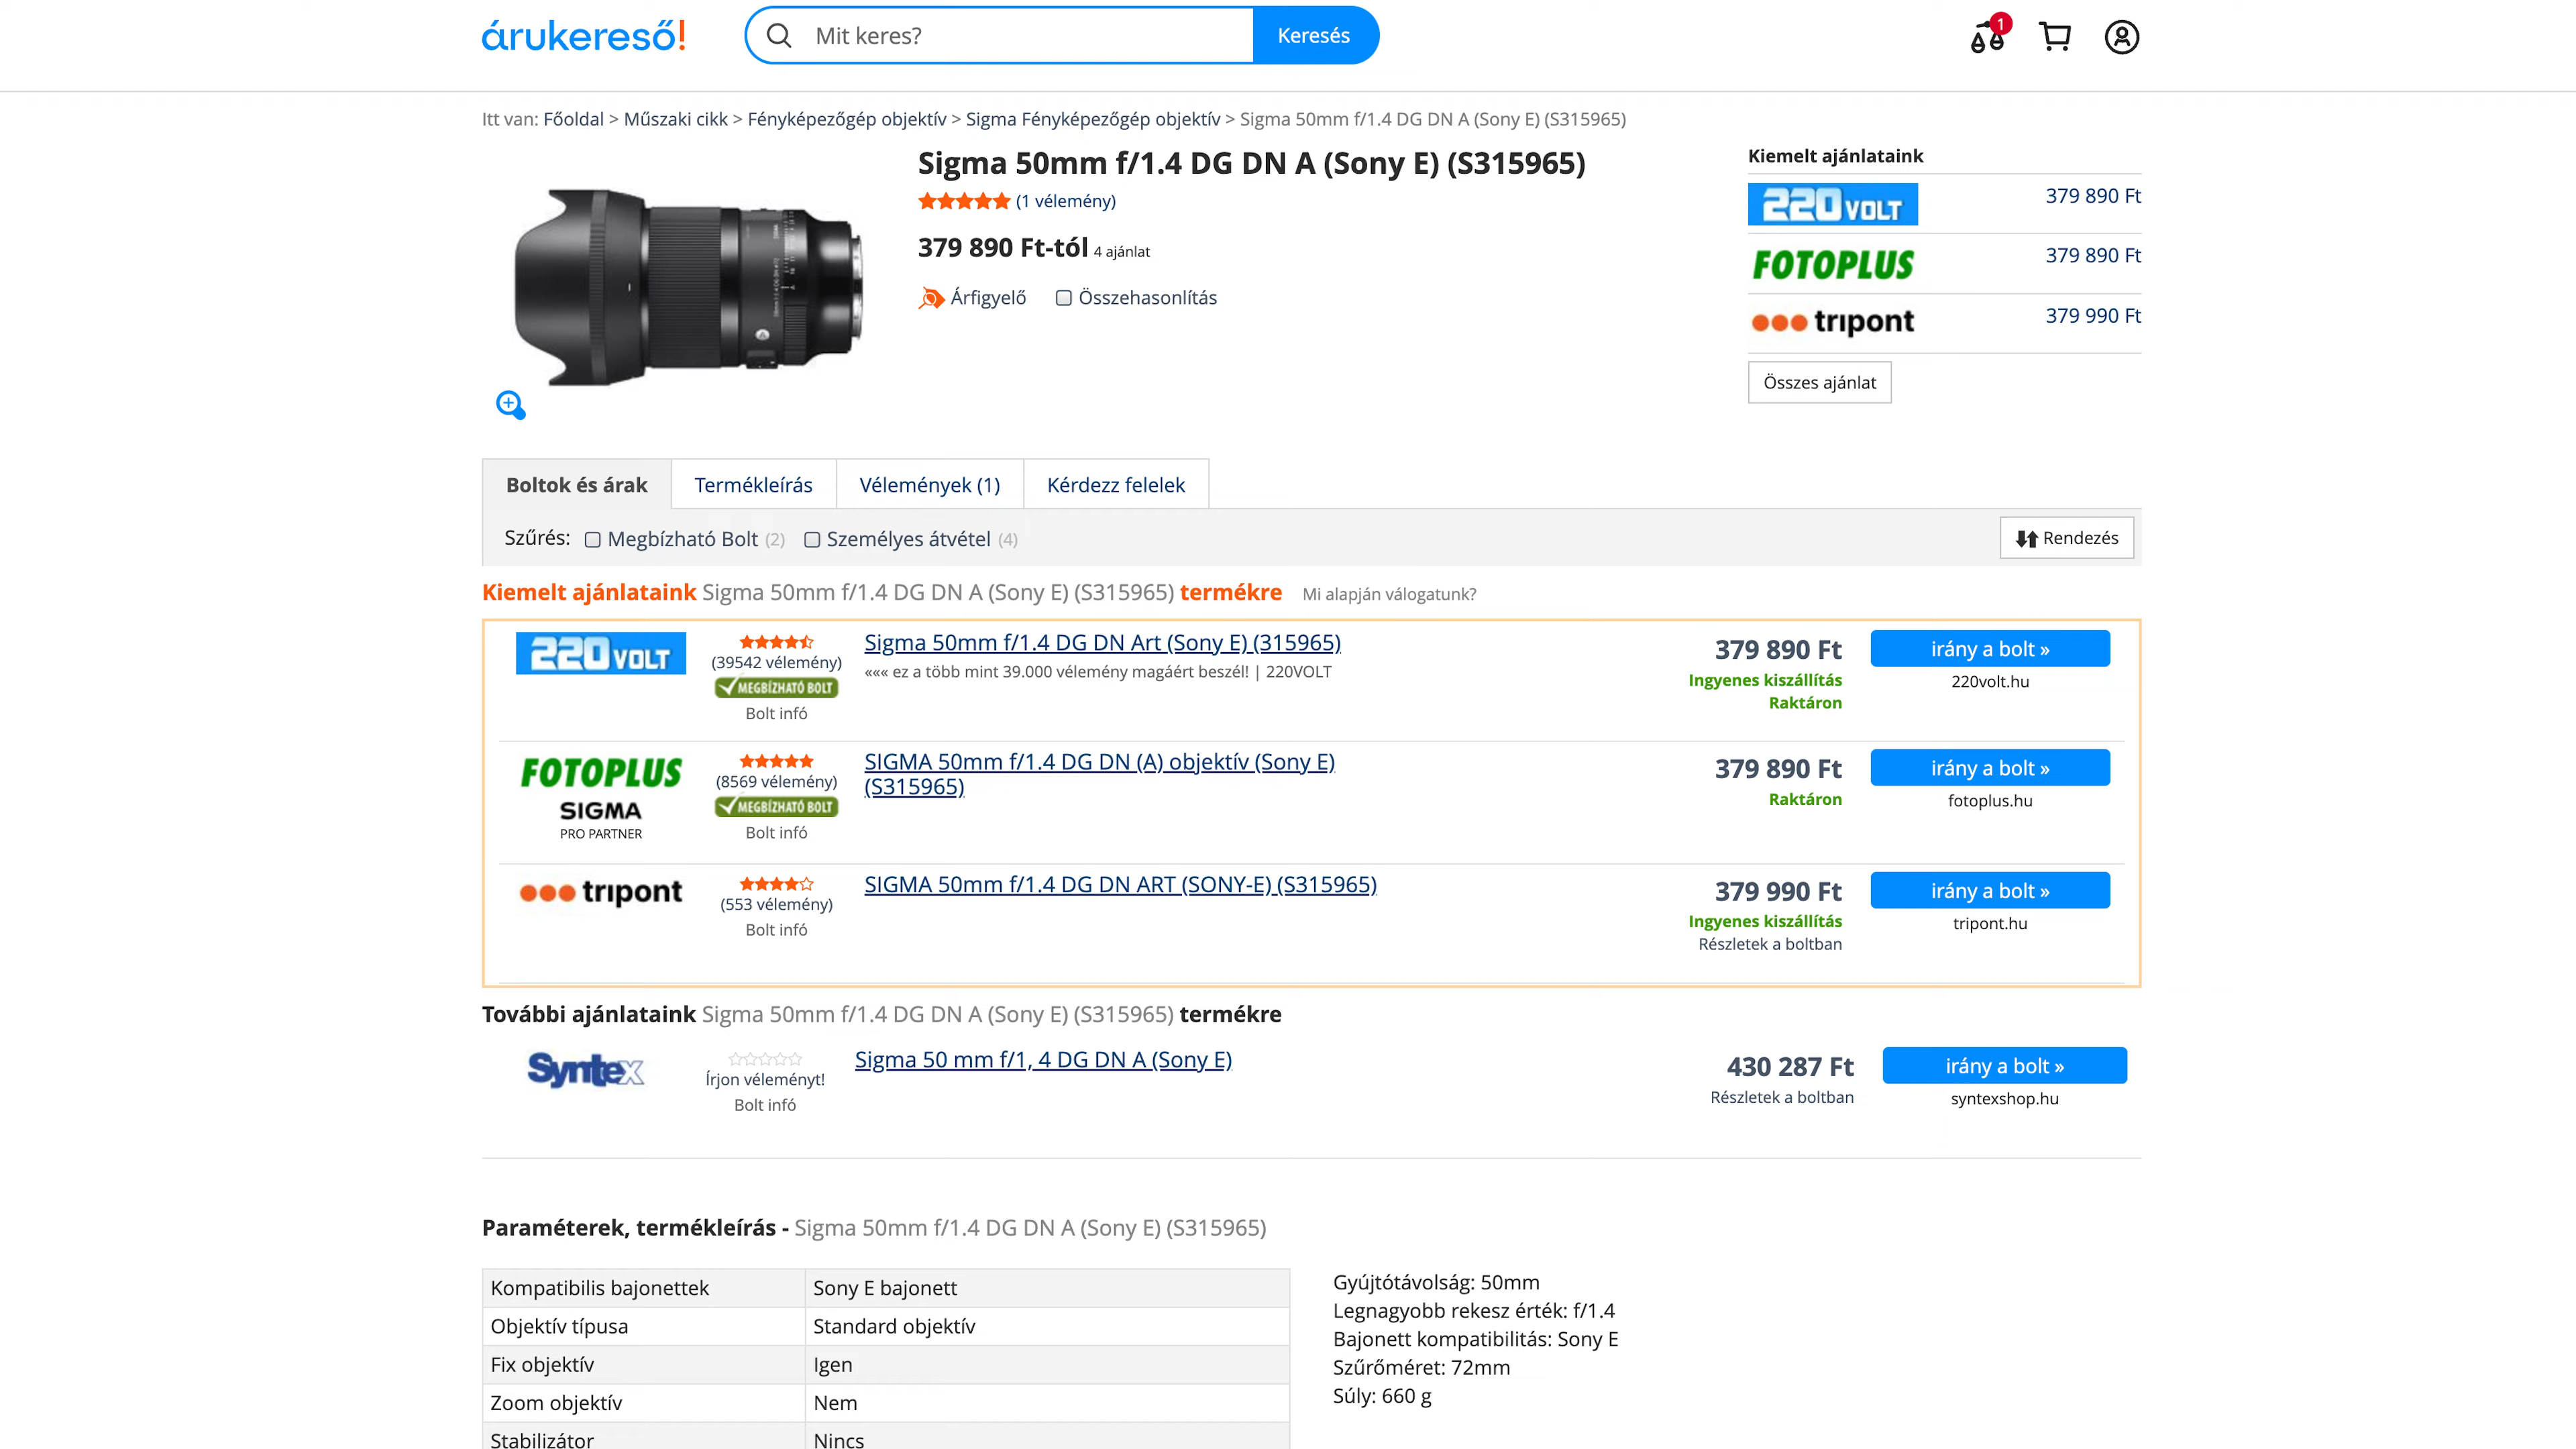 árukereső!
Mit keres?
Keresés
1
Itt van: Főoldal > Műszaki cikk > Fényképezőgép objektív > Sigma Fényképezőgép objektív > Sigma 50mm f/1.4 DG DN A (Sony E) (S315965)
Sigma 50mm f/1.4 DG DN A (Sony E) (S315965)
(1 vélemény)
379 890 Ft-tól 4 ajánlat
Árfigyelő
Összehasonlítás
Kiemelt ajánlataink
220 VOLT 379 890 Ft
FOTOPLUS 379 890 Ft
tripont 379 990 Ft
Összes ajánlat
Boltok és árak
Termékleírás
Vélemények (1)
Kérdezz felelek
Szűrés: Megbízható Bolt (2) Személyes átvétel (4)
Rendezés
Kiemelt ajánlataink Sigma 50mm f/1.4 DG DN A (Sony E) (S315965) termékre Mi alapján válogatunk?
220 VOLT
(39542 vélemény)
MEGBÍZHATÓ BOLT
Bolt infó
Sigma 50mm f/1.4 DG DN Art (Sony E) (315965)
««« ez a több mint 39.000 vélemény magáért beszél! | 220VOLT
379 890 Ft
Ingyenes kiszállítás
Raktáron
irány a bolt »
220volt.hu
FOTOPLUS
SIGMA
PRO PARTNER
(8569 vélemény)
MEGBÍZHATÓ BOLT
Bolt infó
SIGMA 50mm f/1.4 DG DN (A) objektív (Sony E)
(S315965)
379 890 Ft
Raktáron
irány a bolt »
fotoplus.hu
tripont
(553 vélemény)
Bolt infó
SIGMA 50mm f/1.4 DG DN ART (SONY-E) (S315965)
379 990 Ft
Ingyenes kiszállítás
Részletek a boltban
irány a bolt »
tripont.hu
További ajánlataink Sigma 50mm f/1.4 DG DN A (Sony E) (S315965) termékre
Syntex
Írjon véleményt!
Bolt infó
Sigma 50 mm f/1, 4 DG DN A (Sony E)
430 287 Ft
Részletek a boltban
irány a bolt »
syntexshop.hu
Paraméterek, termékleírás - Sigma 50mm f/1.4 DG DN A (Sony E) (S315965)
Kompatibilis bajonettek Sony E bajonett
Objektív típusa Standard objektív
Fix objektív Igen
Zoom objektív Nem
Stabilizátor Nincs
Gyújtótávolság: 50mm
Legnagyobb rekesz érték: f/1.4
Bajonett kompatibilitás: Sony E
Szűrőméret: 72mm
Súly: 660 g